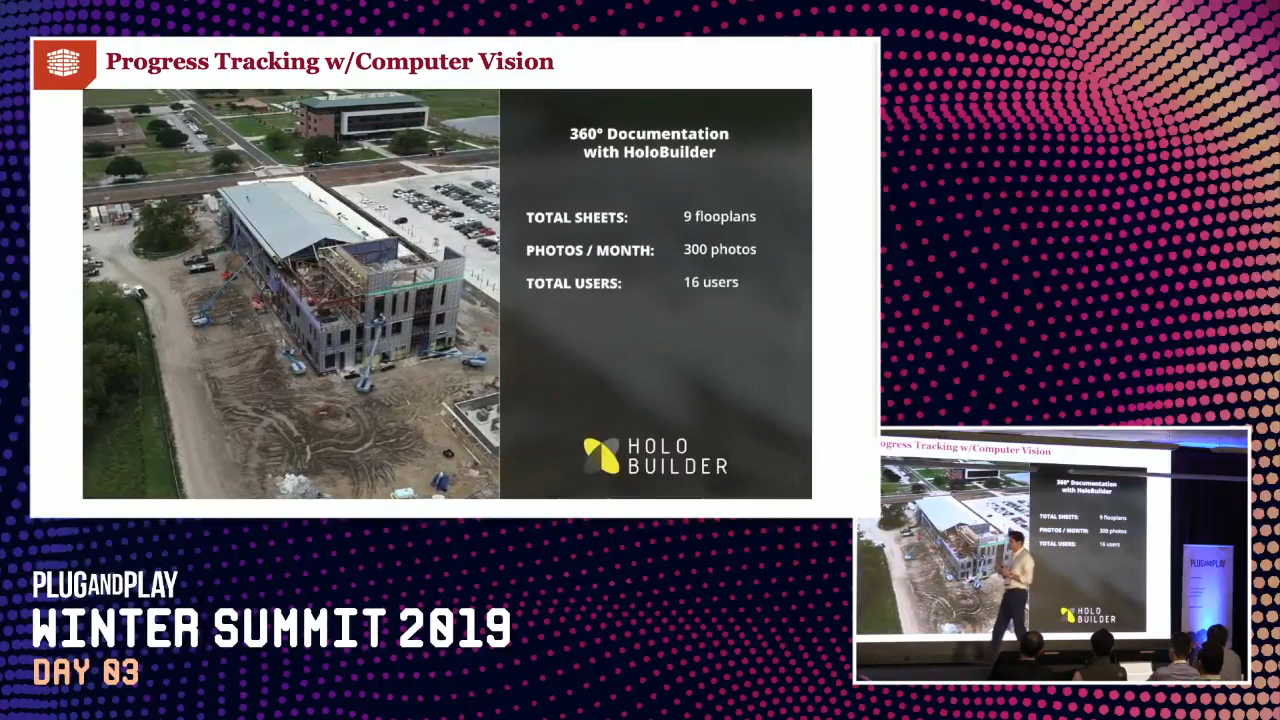 Progress Tracking w/Computer Vision
360° Documentation
with HoloBuilder
TOTAL SHEETS: 9 flooplans
PHOTOS / MONTH: 300 photos
TOTAL USERS: 16 users
HOLO
BUILDER
ogress Tracking w/Computer Vision
360° Documentation
with HoloBuilder
TOTAL SHEETS: 9 flooplans
PHOTOS / MONTH: 300 photos
TOTAL USERS: 16 users
HOLO
BUILDER
PLUGANDPLAY
PLUGANDPLAY
WINTER SUMMIT 2019
DAY 03